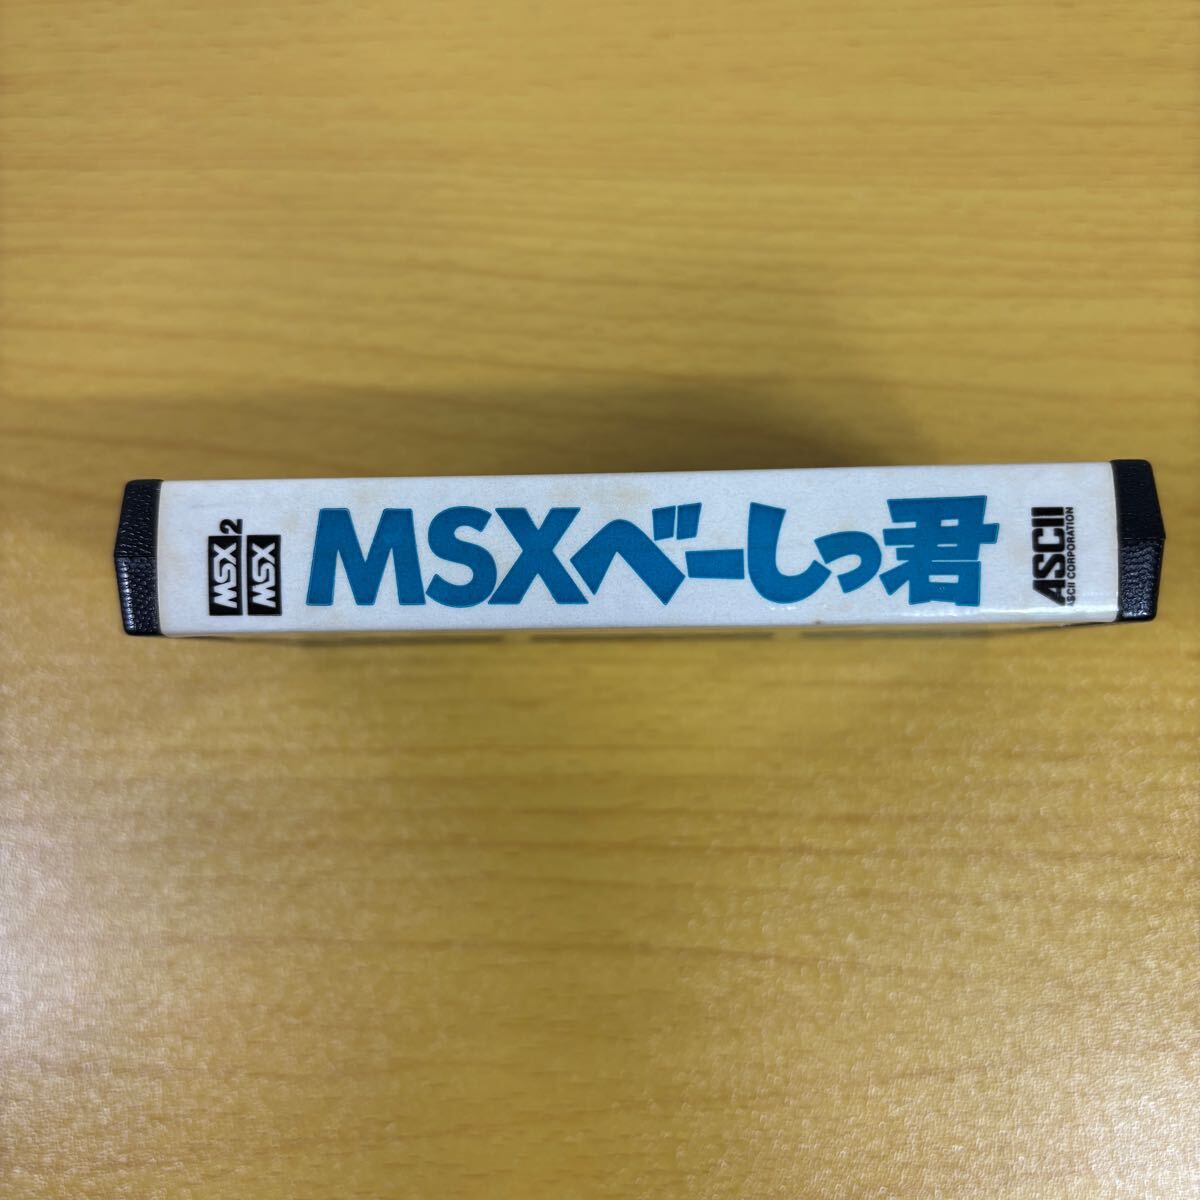 MSX2
MSX
MSXべーしっ君
ASCII
ASCII CORPORATION